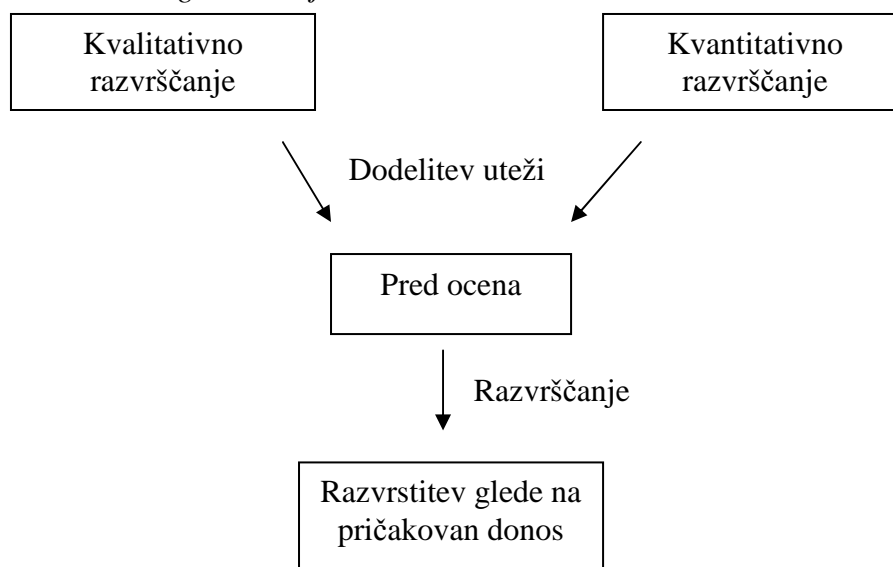 Kvalitativno
razvrščanje
Kvantitativno
razvrščanje
Dodelitev uteži
Pred ocena
Razvrščanje
Razvrstitev glede na
pričakovan donos